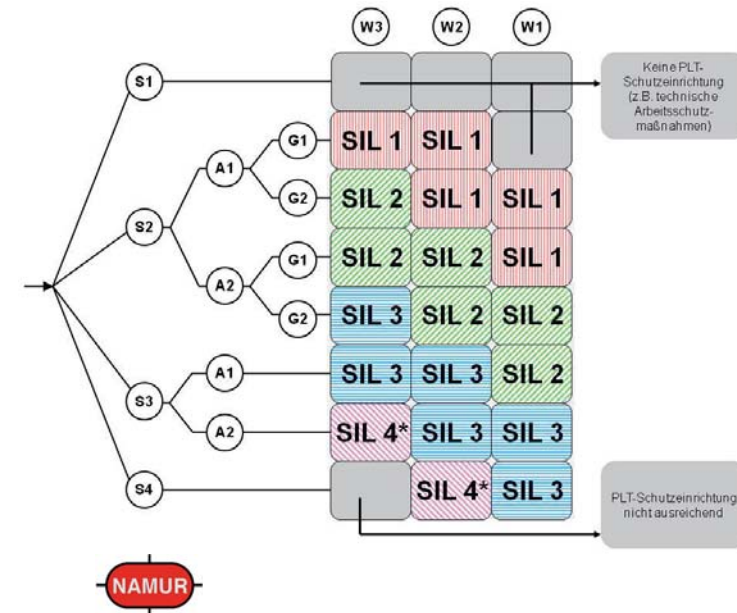 W3 W2 W1
S1
Keine PLT-
Schutzeinrichtung
(z.B. technische
Arbeitsschutz-
maßnahmen)
G1 SIL 1 SIL 1
A1
G2 SIL 2 SIL 1 SIL 1
S2
G1 SIL 2 SIL 2 SIL 1
A2
G2 SIL 3 SIL 2 SIL 2
A1 SIL 3 SIL 3 SIL 2
S3
A2 SIL 4* SIL 3 SIL 3
S4 SIL 4* SIL 3
PLT-Schutzeinrichtung
nicht ausreichend
NAMUR